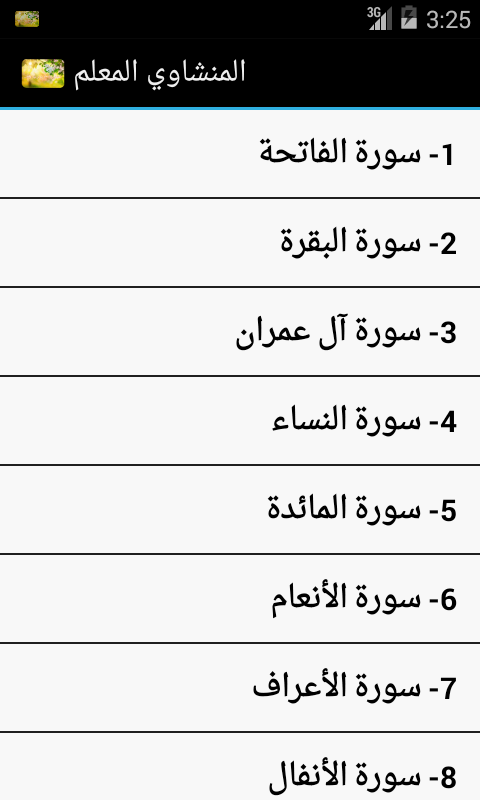 3G 3:25
المنشاوي المعلم
1- سورة الفاتحة
2- سورة البقرة
3- سورة آل عمران
4- سورة النساء
5- سورة المائدة
6- سورة الأنعام
7- سورة الأعراف
8- سورة الأنفال